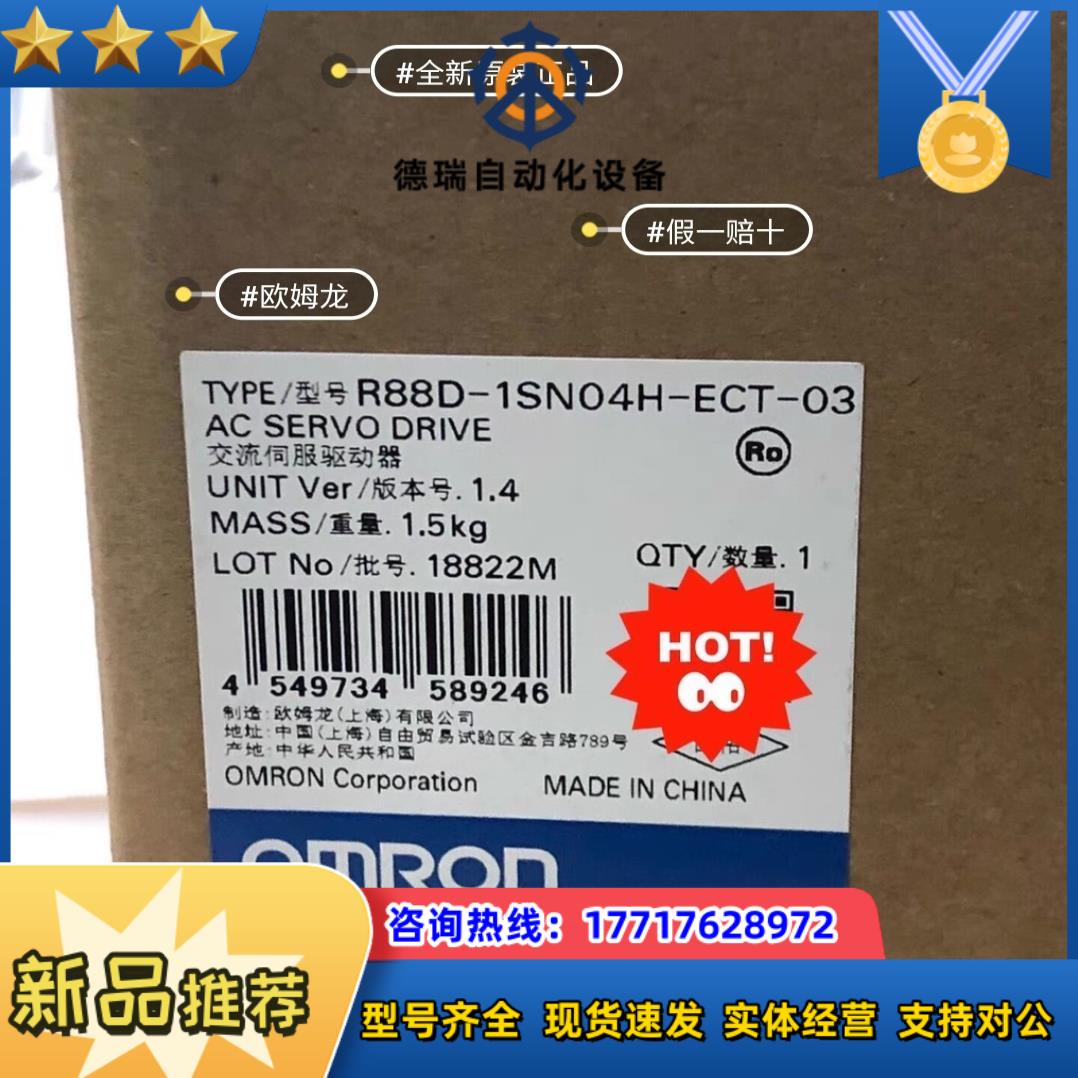 #全新原装正品
德瑞自动化设备
#假一赔十
#欧姆龙
TYPE/型号 R88D-1SN04H-ECT-03
AC SERVO DRIVE
交流伺服驱动器
Ro
UNIT Ver/版本号. 1.4
MASS/重量. 1.5kg
LOT No/批号. 18822M
QTY/数量. 1
HOT!
4 549734 589246
制造: 欧姆龙(上海)有限公司
地址: 中国(上海)自由贸易试验区金吉路789号
产地: 中华人民共和国
OMRON Corporation MADE IN CHINA
OMRON
咨询热线：17717628972
新品推荐
型号齐全 现货速发 实体经营 支持对公